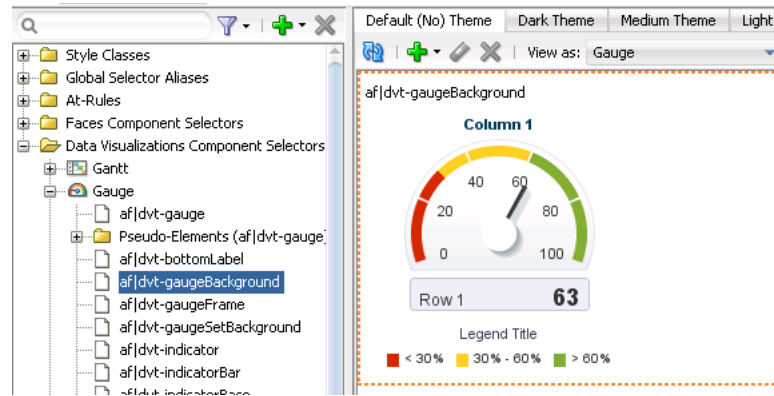 Default (No) Theme Dark Theme Medium Theme Light
View as: Gauge
Style Classes
Global Selector Aliases
At-Rules
Faces Component Selectors
Data Visualizations Component Selectors
Gantt
Gauge
af|dvt-gauge
Pseudo-Elements (af|dvt-gauge)
af|dvt-bottomLabel
af|dvt-gaugeBackground
af|dvt-gaugeFrame
af|dvt-gaugeSetBackground
af|dvt-indicator
af|dvt-indicatorBar
af|dvt-indicatorBase
af|dvt-gaugeBackground
Column 1
0 20 40 60 80 100
Row 1 63
Legend Title
< 30% 30% - 60% > 60%